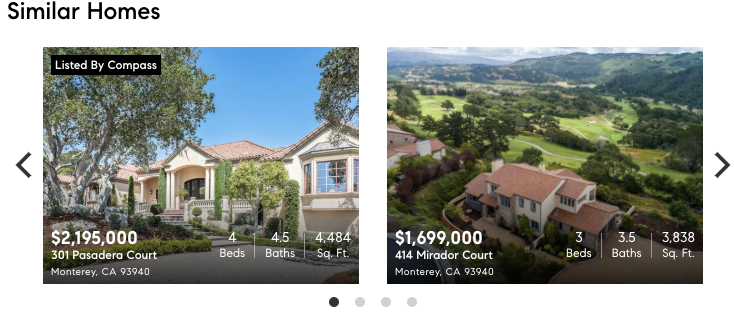 Similar Homes
Listed By Compass
$2,195,000
301 Pasadera Court
Monterey, CA 93940
4 Beds
4.5 Baths
4,484 Sq. Ft.
$1,699,000
414 Mirador Court
Monterey, CA 93940
3 Beds
3.5 Baths
3,838 Sq. Ft.